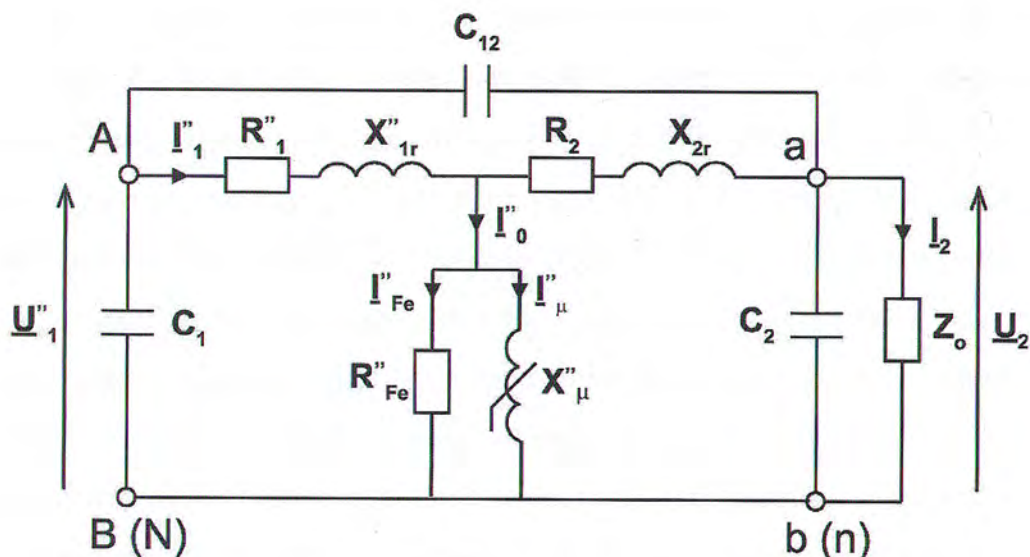 C12
A
I"1
R"1
X"1r
R2
X2r
a
I"0
I2
I"Fe
I"μ
U"1
C1
R"Fe
X"μ
C2
Zo
U2
B (N)
b (n)